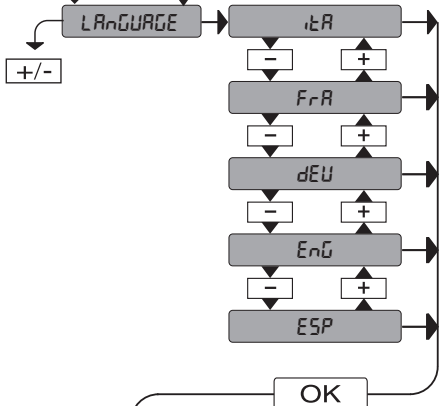 LAnGUAGE itA
+/-
- +
FrA
- +
dEU
- +
EnG
- +
ESP
OK